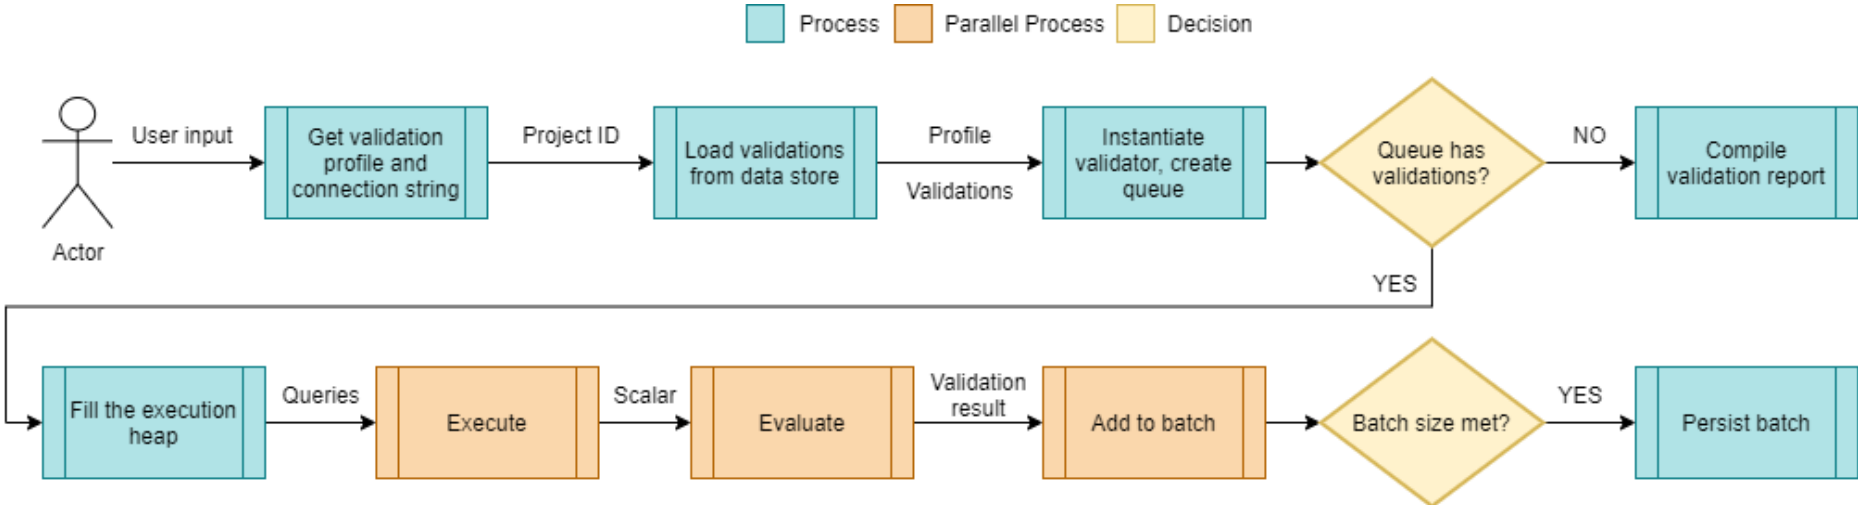 Process
Parallel Process
Decision
User input
Get validation
profile and
connection string
Project ID
Load validations
from data store
Profile
Validations
Instantiate
validator, create
queue
Queue has
validations?
NO
Compile
validation report
Actor
YES
Fill the execution
heap
Queries
Execute
Scalar
Evaluate
Validation
result
Add to batch
Batch size met?
YES
Persist batch